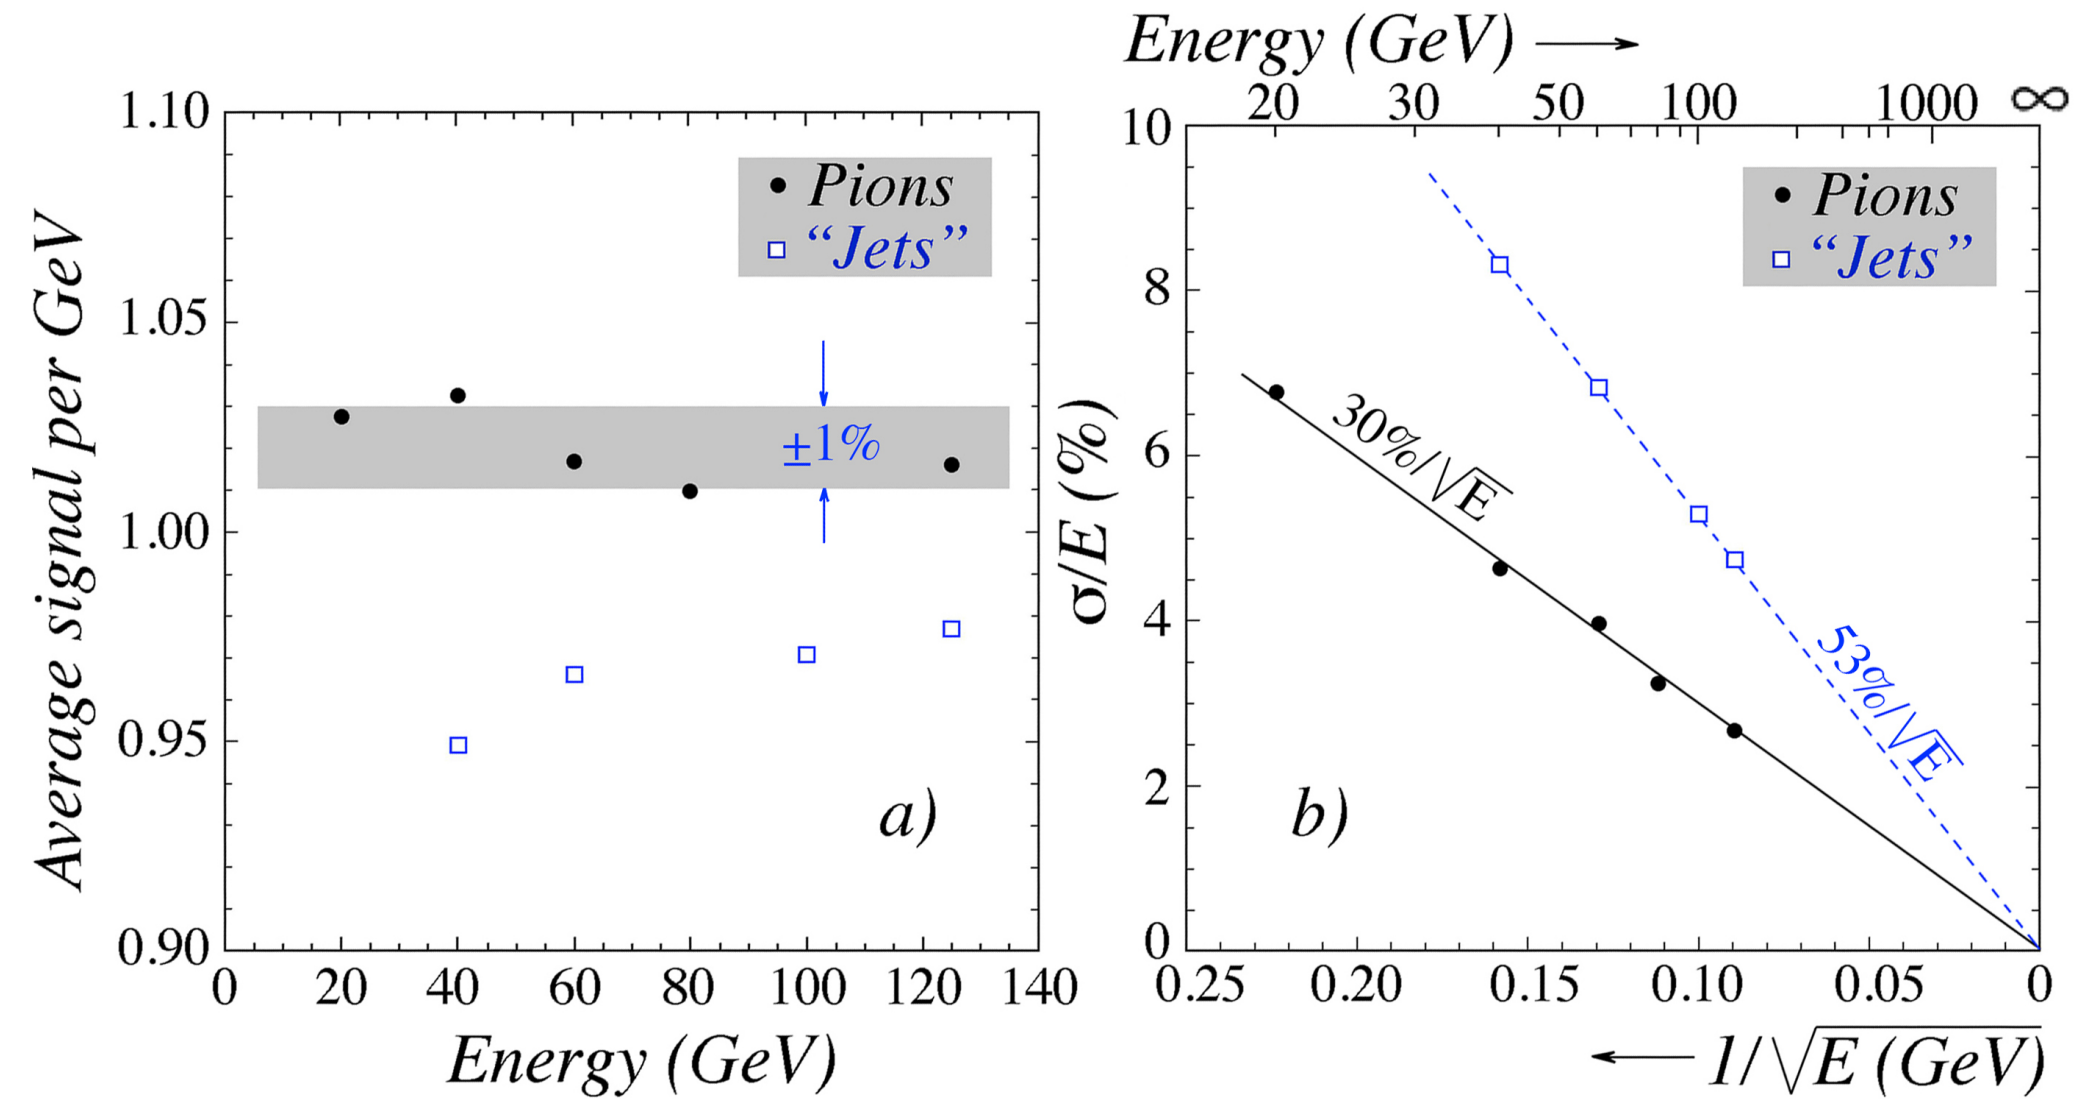 Average signal per GeV
1.10
1.05
1.00
0.95
0.90
Pions
“Jets”
±1%
a)
0 20 40 60 80 100 120 140
Energy (GeV)
Energy (GeV)
20 30 50 100 1000 ∞
σ/E (%)
10
8
6
4
2
0
Pions
“Jets”
30%/√E
53%/√E
b)
0.25 0.20 0.15 0.10 0.05 0
1/√E (GeV)